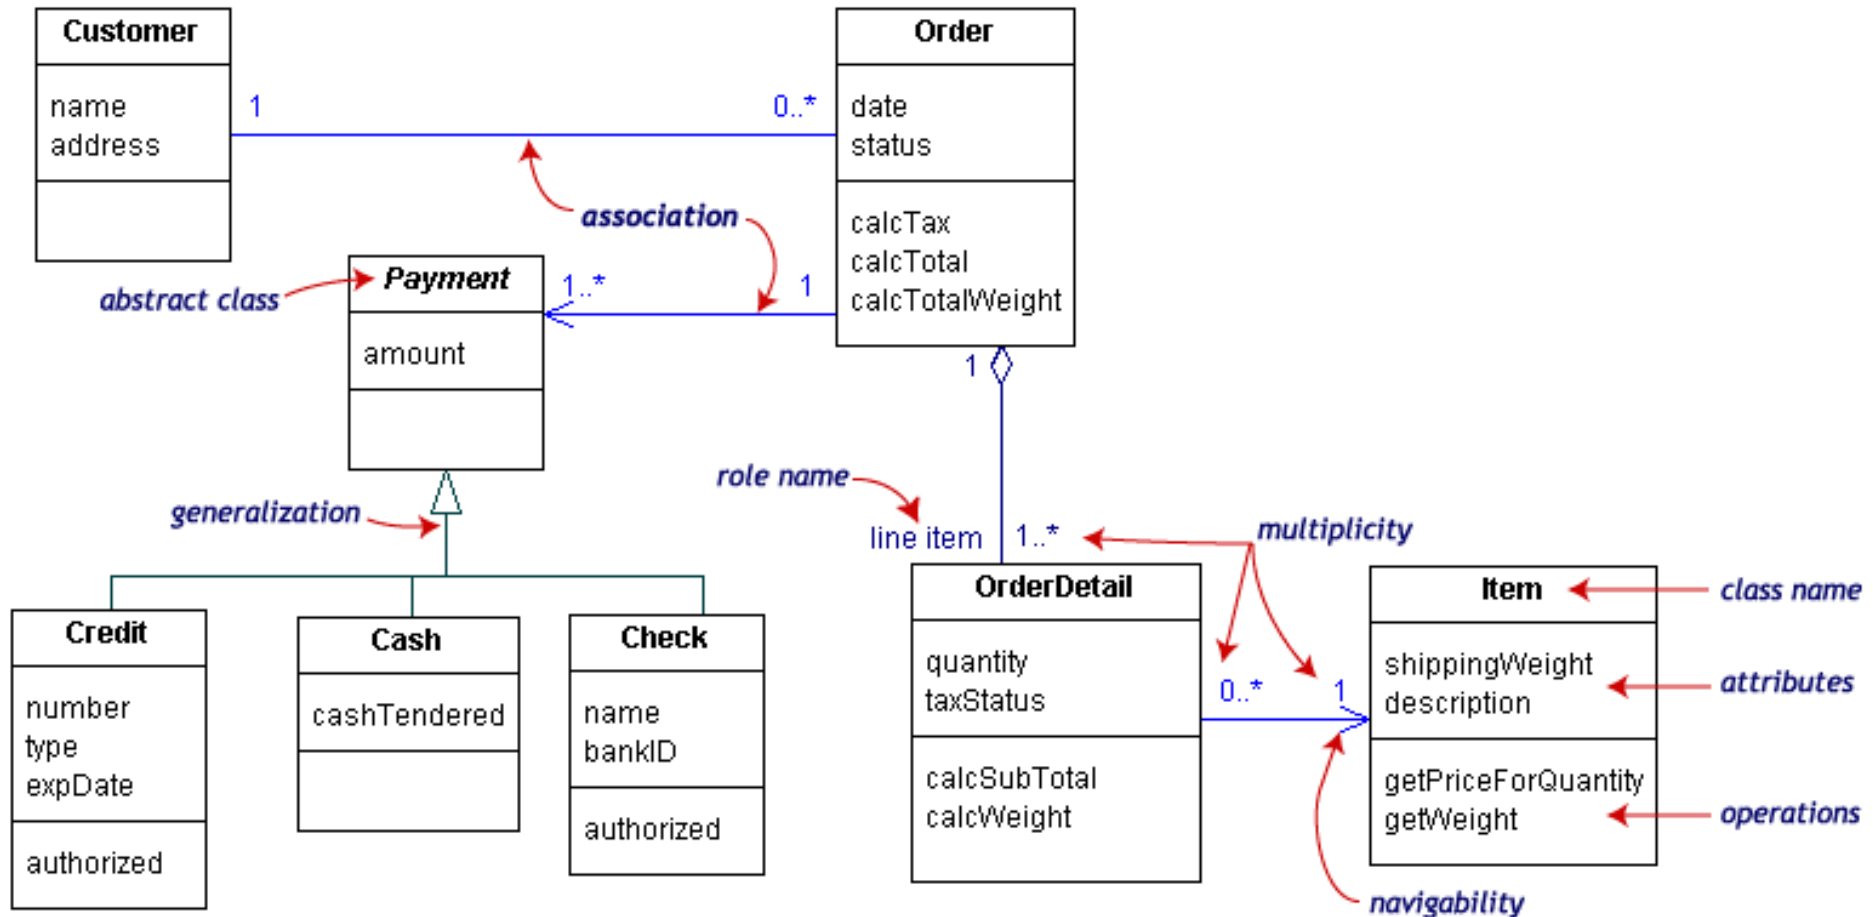 Customer
name
address
1
0..*
Order
date
status
calcTax
calcTotal
calcTotalWeight
association
abstract class
Payment
amount
1..*
1
1
generalization
role name
line item
1..*
multiplicity
Credit
number
type
expDate
authorized
Cash
cashTendered
Check
name
bankID
authorized
OrderDetail
quantity
taxStatus
calcSubTotal
calcWeight
0..*
1
Item
shippingWeight
description
getPriceForQuantity
getWeight
class name
attributes
operations
navigability